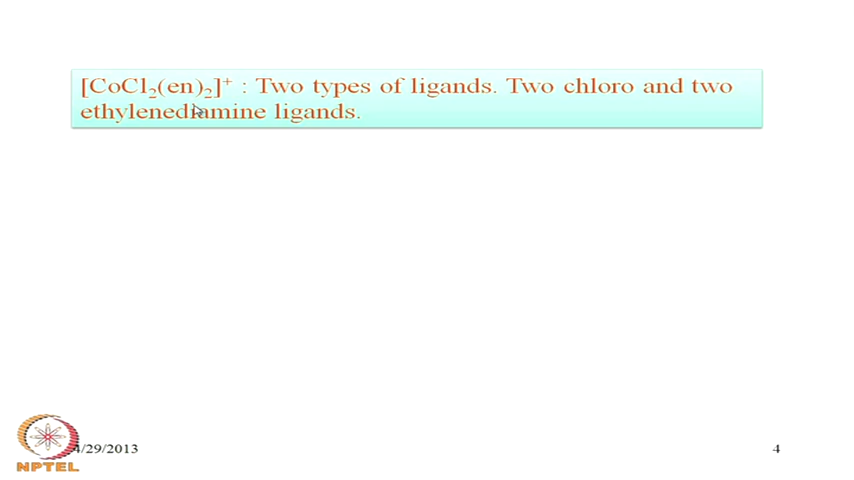 [CoCl₂(en)₂]⁺ : Two types of ligands. Two chloro and two
ethylenediamine ligands.
4/29/2013
4
NPTEL